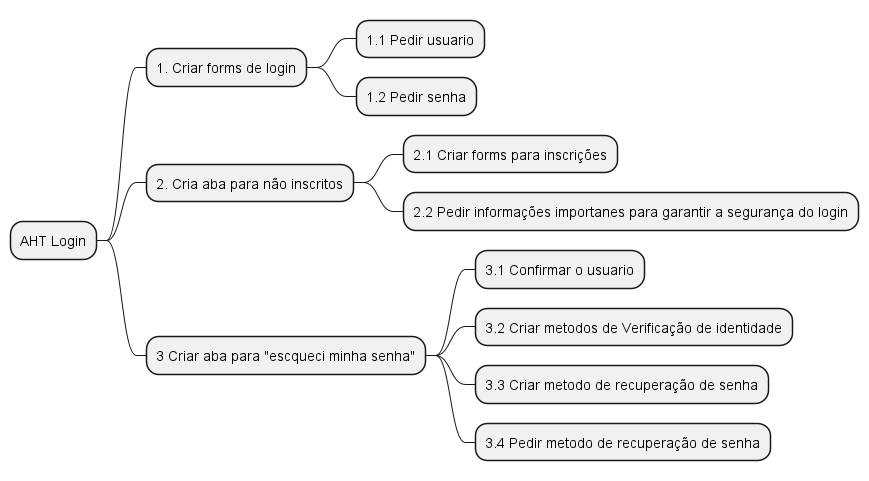 AHT Login
1. Criar forms de login
1.1 Pedir usuario
1.2 Pedir senha
2. Cria aba para não inscritos
2.1 Criar forms para inscrições
2.2 Pedir informações importanes para garantir a segurança do login
3 Criar aba para "escqueci minha senha"
3.1 Confirmar o usuario
3.2 Criar metodos de Verificação de identidade
3.3 Criar metodo de recuperação de senha
3.4 Pedir metodo de recuperação de senha